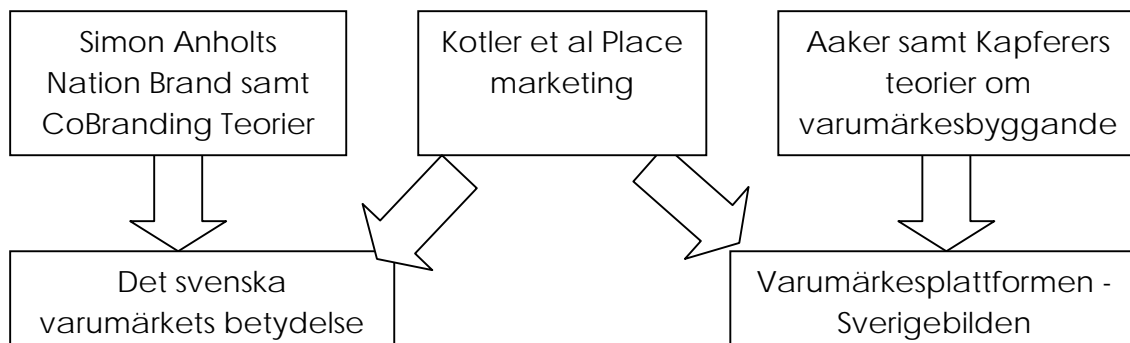 Simon Anholts
Nation Brand samt
CoBranding Teorier
Kotler et al Place
marketing
Aaker samt Kapferers
teorier om
varumärkesbyggande
Det svenska
varumärkets betydelse
Varumärkesplattformen -
Sverigebilden